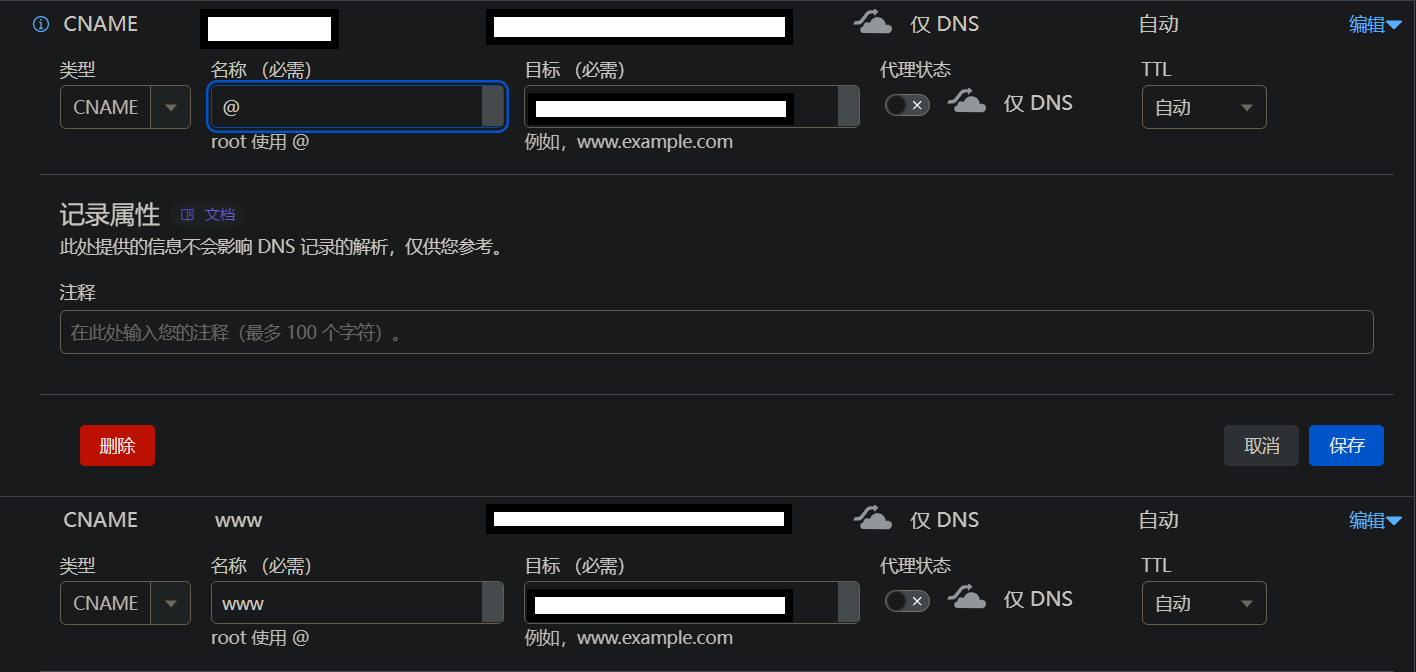 CNAME 仅 DNS 自动 编辑
类型 名称 （必需） 目标 （必需） 代理状态 TTL
CNAME @ 仅 DNS 自动
root 使用 @ 例如，www.example.com
记录属性 文档
此处提供的信息不会影响 DNS 记录的解析，仅供您参考。
注释
在此处输入您的注释（最多 100 个字符）。
删除 取消 保存
CNAME www 仅 DNS 自动 编辑
类型 名称 （必需） 目标 （必需） 代理状态 TTL
CNAME www 仅 DNS 自动
root 使用 @ 例如，www.example.com